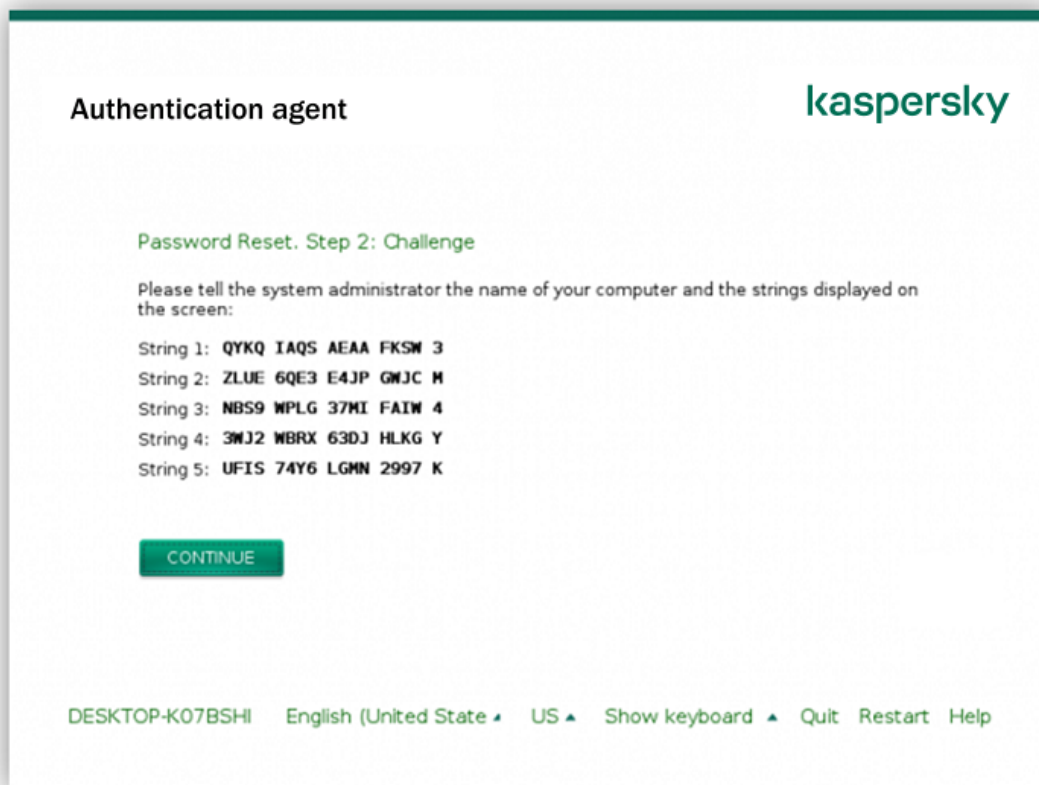 Authentication agent
kaspersky
Password Reset. Step 2: Challenge
Please tell the system administrator the name of your computer and the strings displayed on
the screen:
String 1: QYKQ IAQS AEAA FKSW 3
String 2: ZLUE 6QE3 E4JP GWJC M
String 3: NBS9 WPLG 37MI FAIW 4
String 4: 3WJ2 WBRX 63DJ HLKG Y
String 5: UFIS 74Y6 LGMN 2997 K
CONTINUE
DESKTOP-K07BSHI English (United State US Show keyboard Quit Restart Help